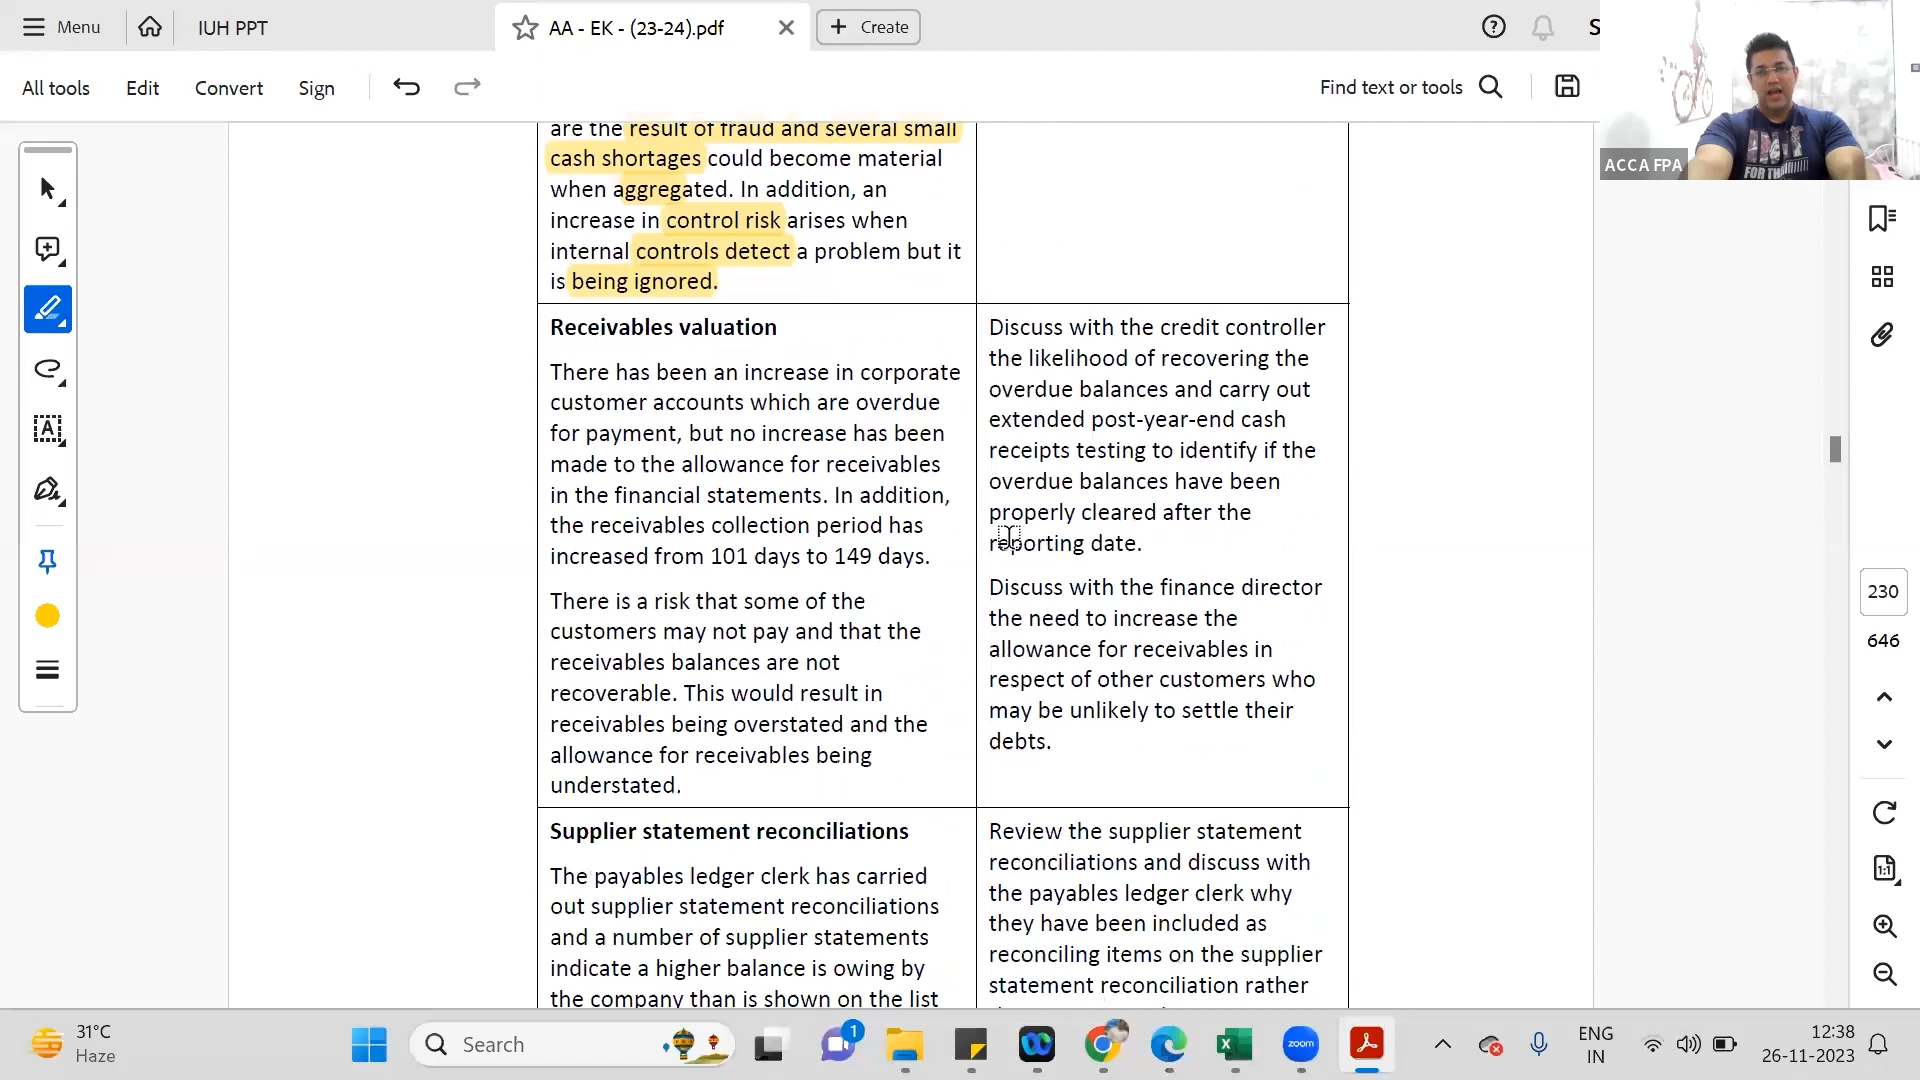 Menu
IUH PPT
AA - EK - (23-24).pdf
Create
All tools
Edit
Convert
Sign
Find text or tools
ACCA FPA
are the result of fraud and several small
cash shortages could become material
when aggregated. In addition, an
increase in control risk arises when
internal controls detect a problem but it
is being ignored.
Receivables valuation
There has been an increase in corporate
customer accounts which are overdue
for payment, but no increase has been
made to the allowance for receivables
in the financial statements. In addition,
the receivables collection period has
increased from 101 days to 149 days.
There is a risk that some of the
customers may not pay and that the
receivables balances are not
recoverable. This would result in
receivables being overstated and the
allowance for receivables being
understated.
Discuss with the credit controller
the likelihood of recovering the
overdue balances and carry out
extended post-year-end cash
receipts testing to identify if the
overdue balances have been
properly cleared after the
reporting date.
Discuss with the finance director
the need to increase the
allowance for receivables in
respect of other customers who
may be unlikely to settle their
debts.
Supplier statement reconciliations
The payables ledger clerk has carried
out supplier statement reconciliations
and a number of supplier statements
indicate a higher balance is owing by
the company than is shown on the list
Review the supplier statement
reconciliations and discuss with
the payables ledger clerk why
they have been included as
reconciling items on the supplier
statement reconciliation rather
230
646
1:1
31°C
Haze
Search
1
zoom
ENG
IN
12:38
26-11-2023